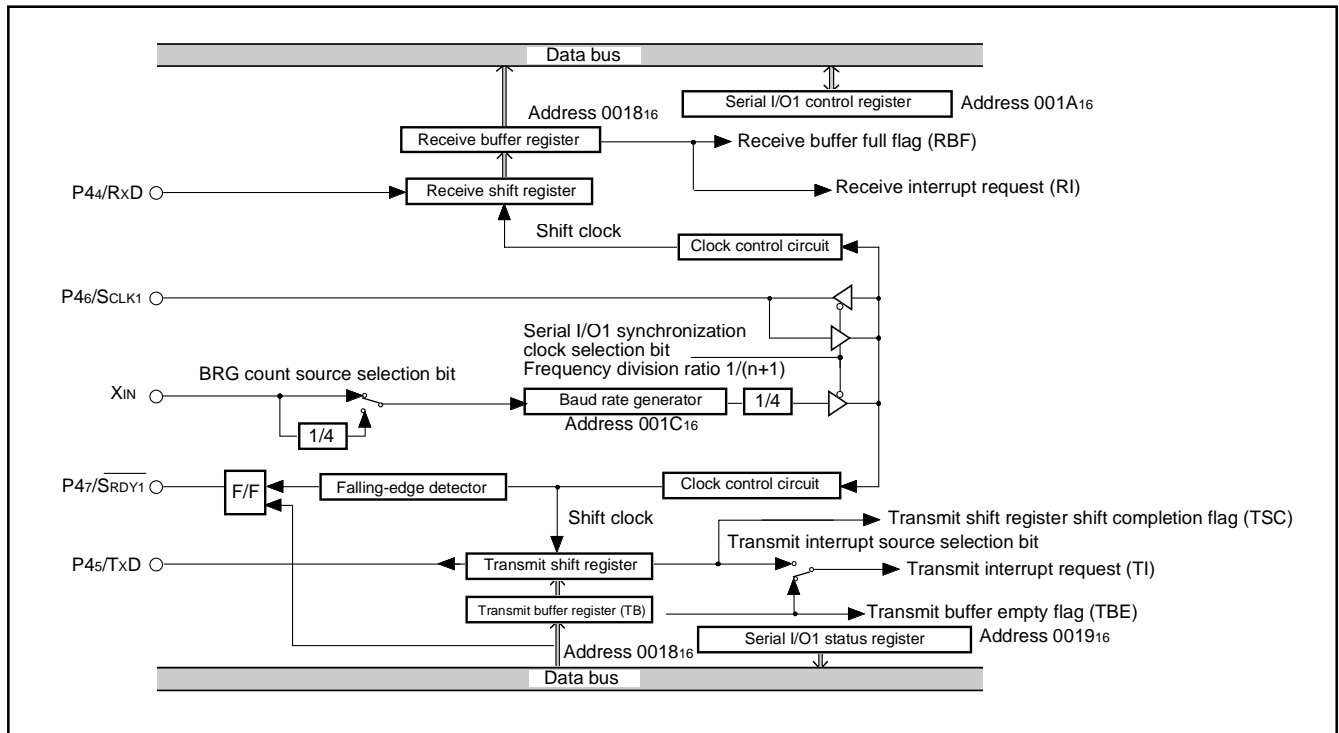 Data bus
Serial I/O1 control register
Address 001A16
Address 001816
Receive buffer register
Receive buffer full flag (RBF)
P44/RXD
Receive shift register
Receive interrupt request (RI)
Shift clock
Clock control circuit
P46/SCLK1
Serial I/O1 synchronization
clock selection bit
Frequency division ratio 1/(n+1)
BRG count source selection bit
XIN
Baud rate generator
1/4
Address 001C16
1/4
P47/SRDY1
F/F
Falling-edge detector
Clock control circuit
Shift clock
Transmit shift register shift completion flag (TSC)
Transmit interrupt source selection bit
P45/TXD
Transmit shift register
Transmit interrupt request (TI)
Transmit buffer register (TB)
Transmit buffer empty flag (TBE)
Serial I/O1 status register
Address 001916
Address 001816
Data bus